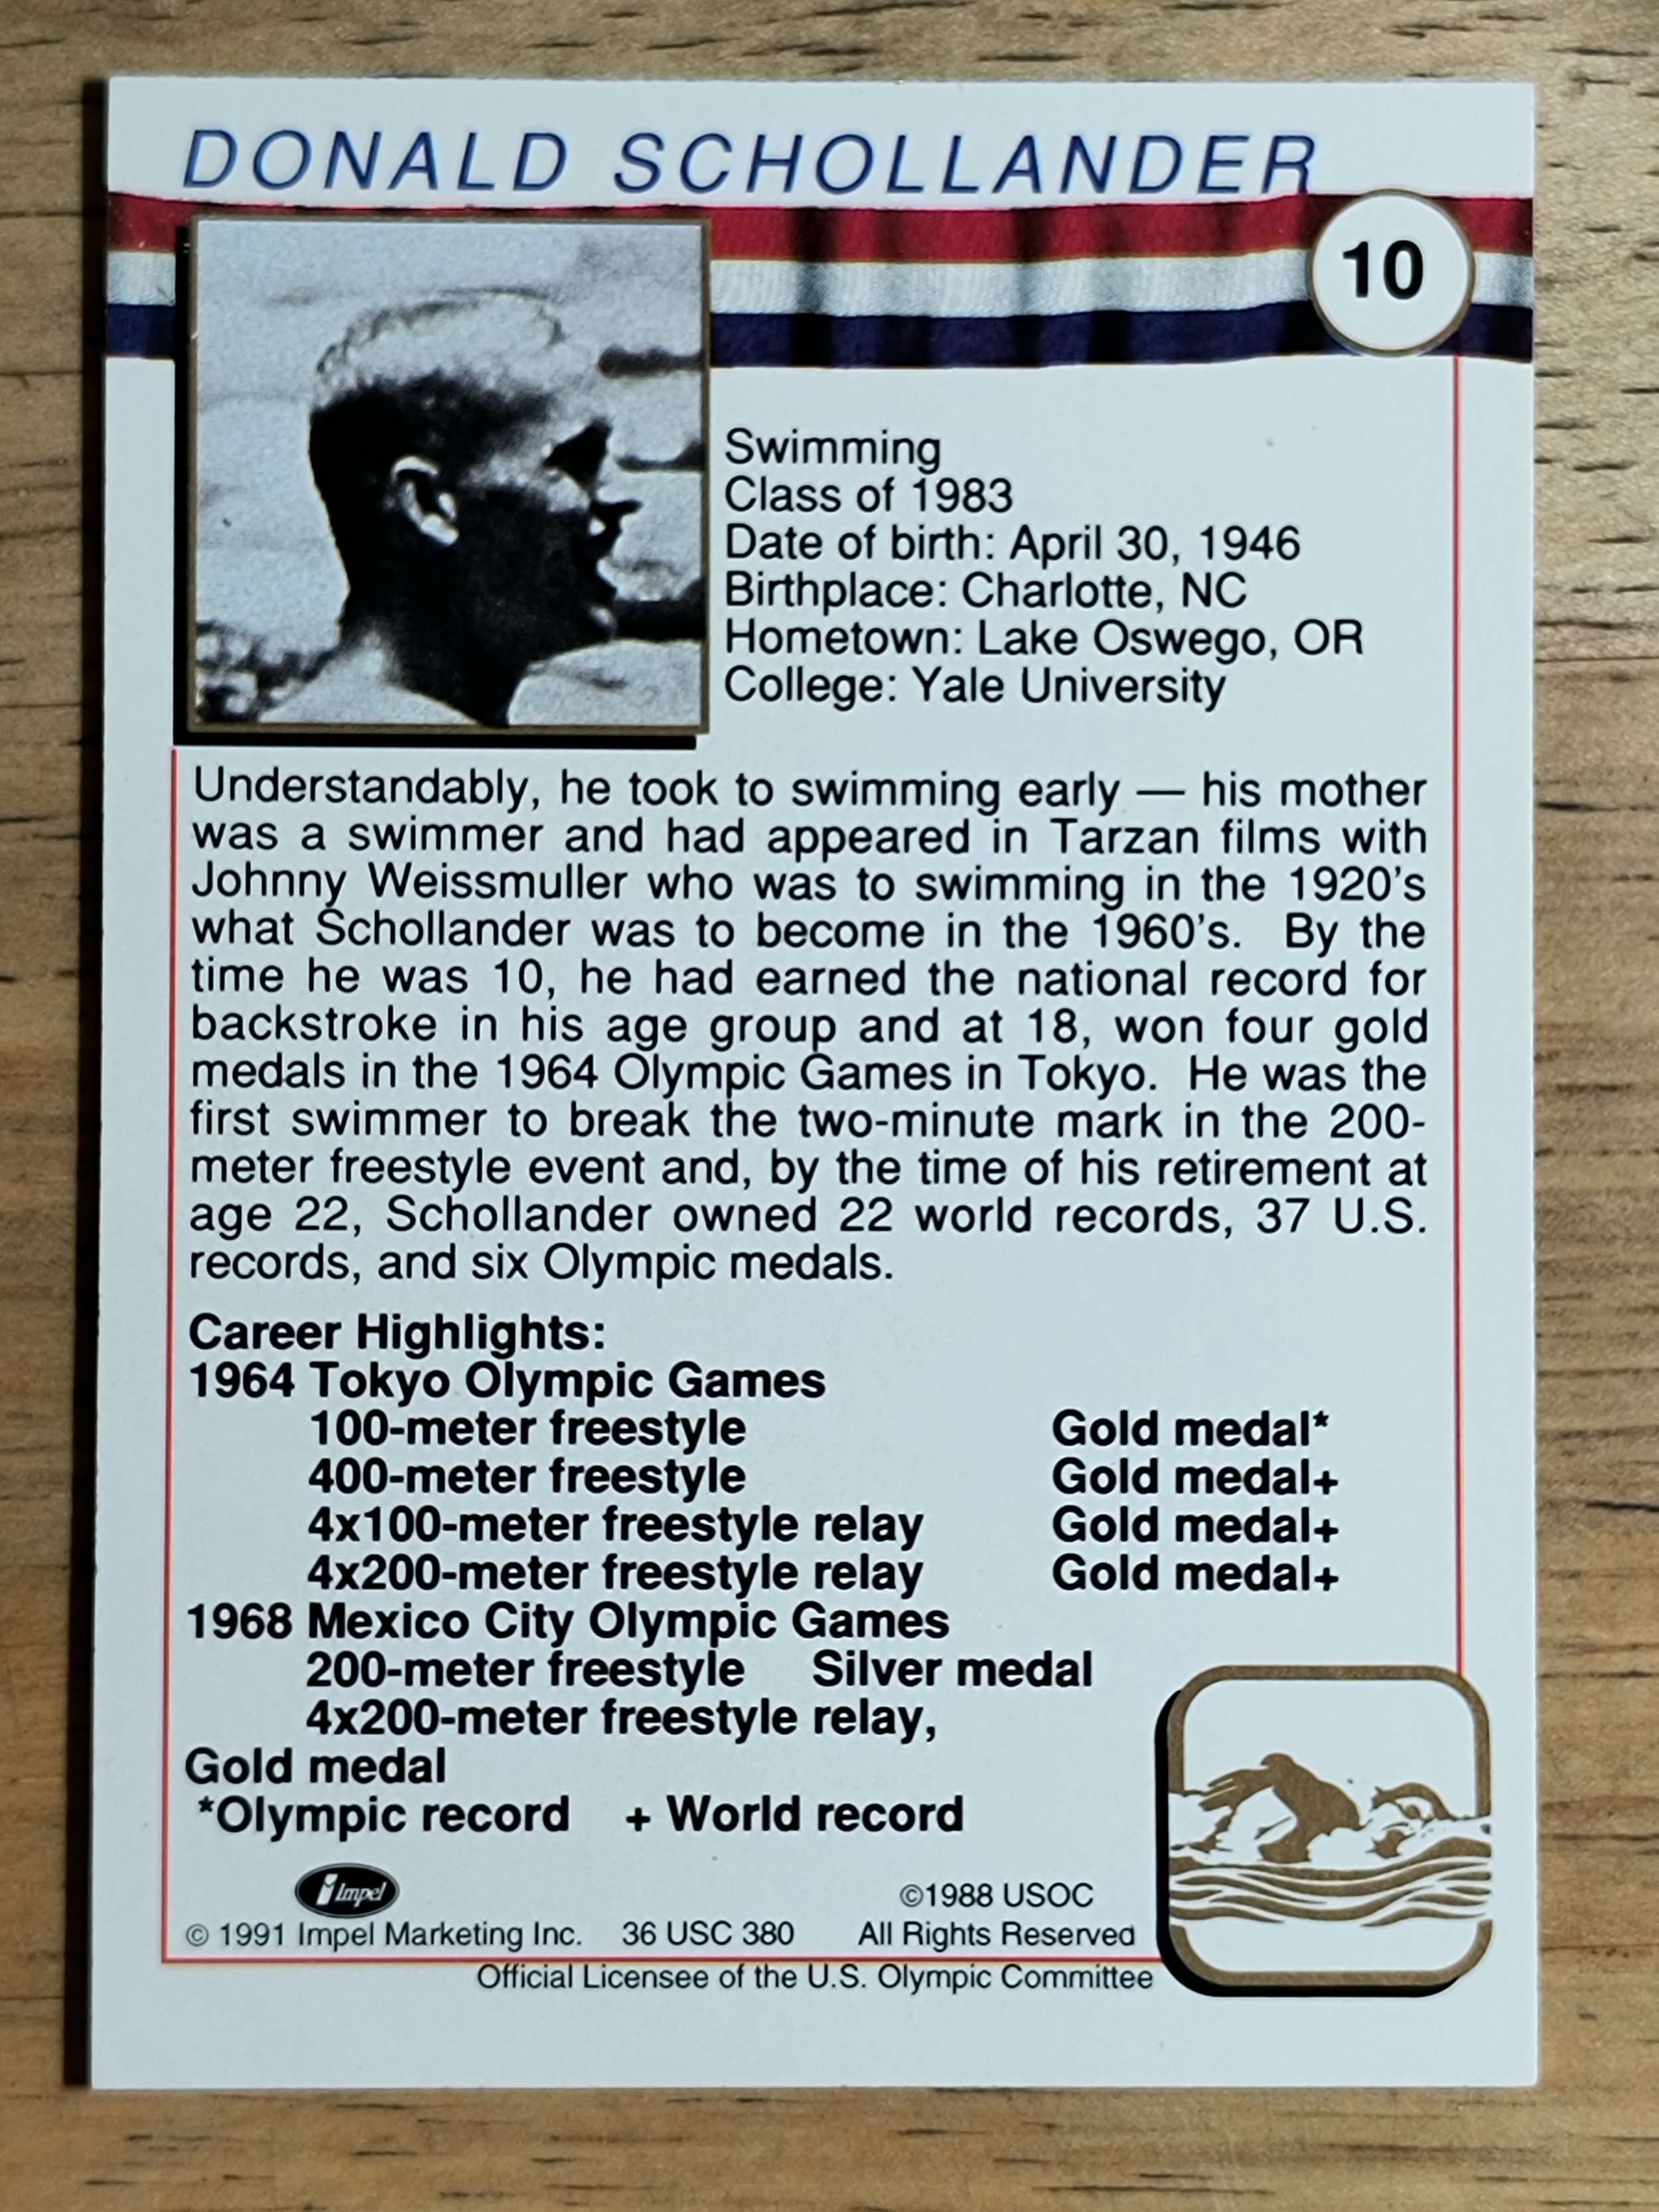 DONALD SCHOLLANDER
10
Swimming
Class of 1983
Date of birth: April 30, 1946
Birthplace: Charlotte, NC
Hometown: Lake Oswego, OR
College: Yale University
Understandably, he took to swimming early — his mother
was a swimmer and had appeared in Tarzan films with
Johnny Weissmuller who was to swimming in the 1920's
what Schollander was to become in the 1960's. By the
time he was 10, he had earned the national record for
backstroke in his age group and at 18, won four gold
medals in the 1964 Olympic Games in Tokyo. He was the
first swimmer to break the two-minute mark in the 200-
meter freestyle event and, by the time of his retirement at
age 22, Schollander owned 22 world records, 37 U.S.
records, and six Olympic medals.
Career Highlights:
1964 Tokyo Olympic Games
100-meter freestyle Gold medal*
400-meter freestyle Gold medal+
4x100-meter freestyle relay Gold medal+
4x200-meter freestyle relay Gold medal+
1968 Mexico City Olympic Games
200-meter freestyle Silver medal
4x200-meter freestyle relay,
Gold medal
*Olympic record + World record
Impel
©1988 USOC
© 1991 Impel Marketing Inc. 36 USC 380 All Rights Reserved
Official Licensee of the U.S. Olympic Committee